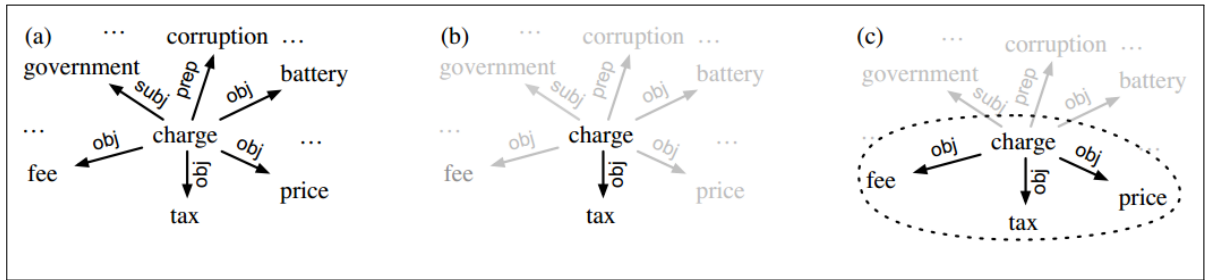 (a)
... corruption ...
government
battery
subj
prep
obj
...
obj
charge
obj
...
fee
obj
price
tax
(b)
... corruption ...
government
battery
subj
prep
obj
...
obj
charge
obj
...
fee
obj
price
tax
(c)
... corruption ...
government
battery
subj
prep
obj
...
obj
charge
obj
...
fee
obj
price
tax